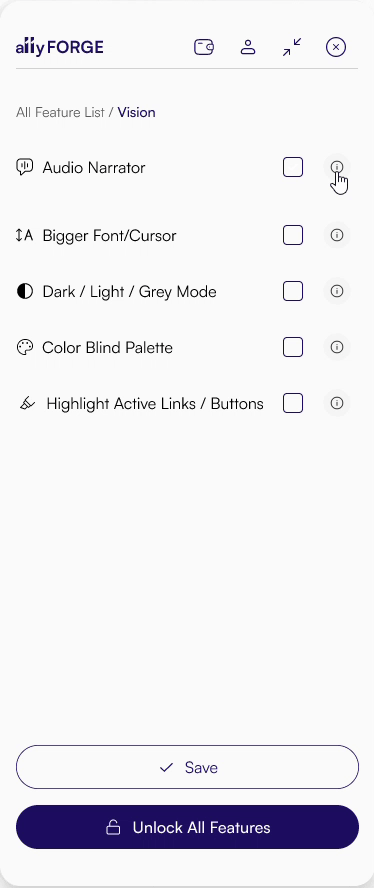 a11y FORGE
All Feature List / Vision
Audio Narrator
Bigger Font/Cursor
Dark / Light / Grey Mode
Color Blind Palette
Highlight Active Links / Buttons
Save
Unlock All Features